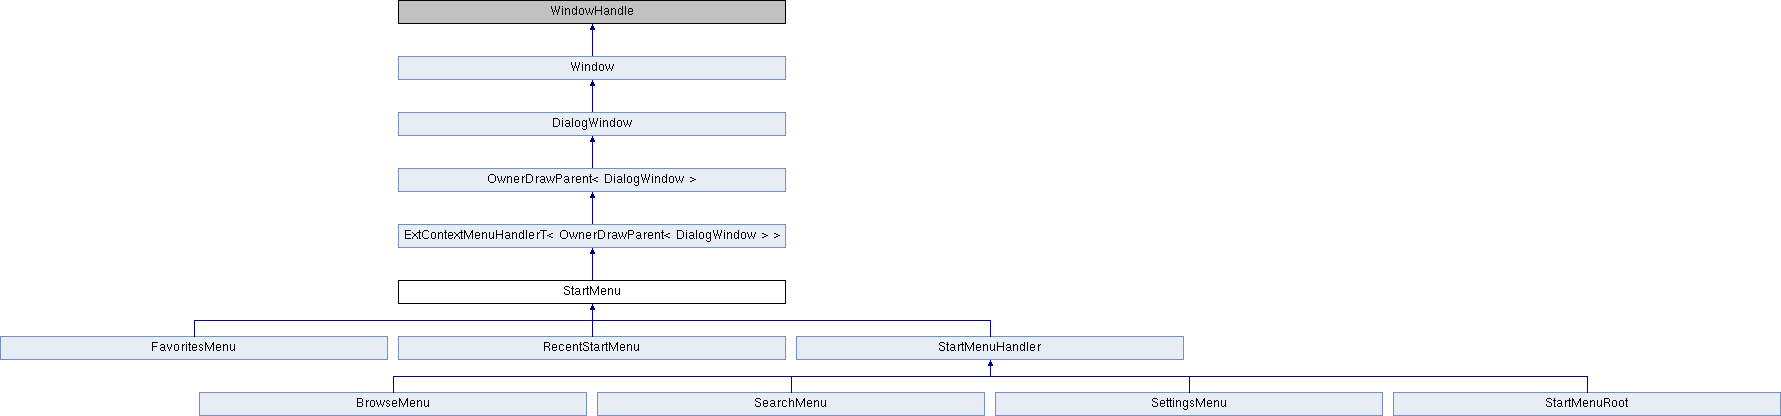 WindowHandle
Window
DialogWindow
OwnerDrawParent< DialogWindow >
ExtContextMenuHandlerT< OwnerDrawParent< DialogWindow > >
StartMenu
FavoritesMenu
RecentStartMenu
StartMenuHandler
BrowseMenu
SearchMenu
SettingsMenu
StartMenuRoot